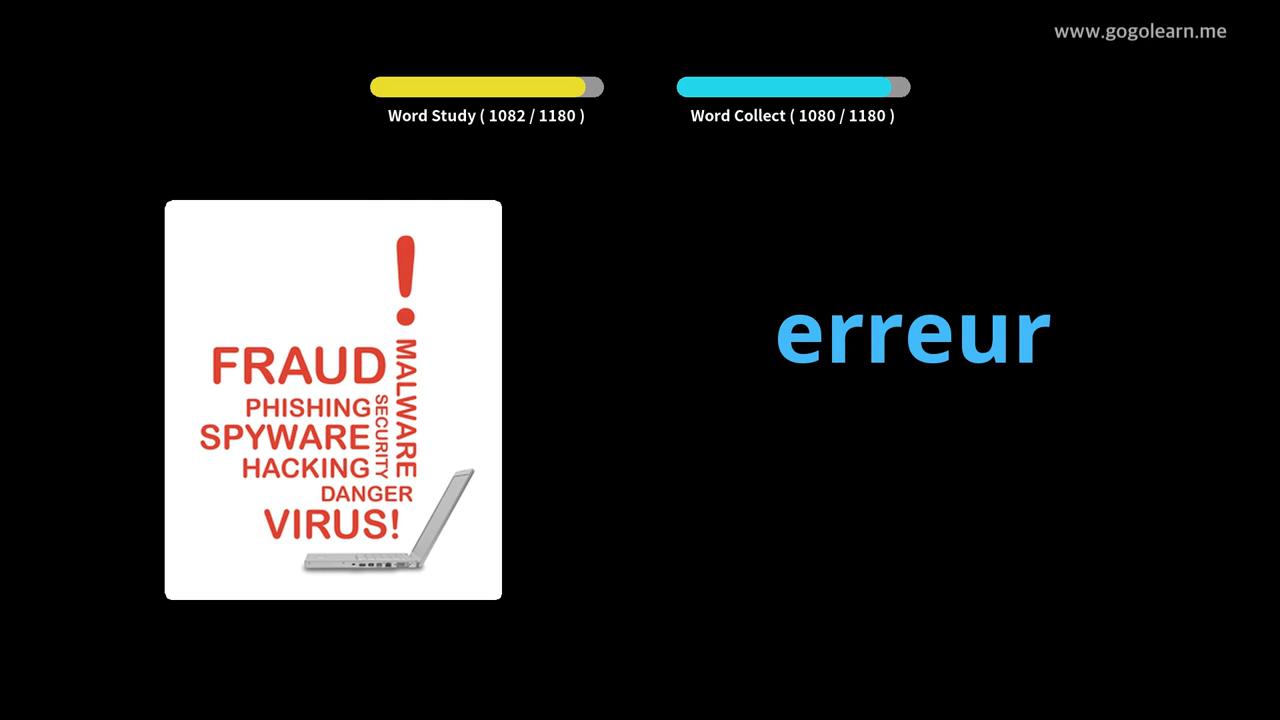 www.gogolearn.me
Word Study ( 1082 / 1180 )
Word Collect ( 1080 / 1180 )
!
FRAUD
MALWARE
PHISHING
SECURITY
SPYWARE
HACKING
DANGER
VIRUS!
erreur